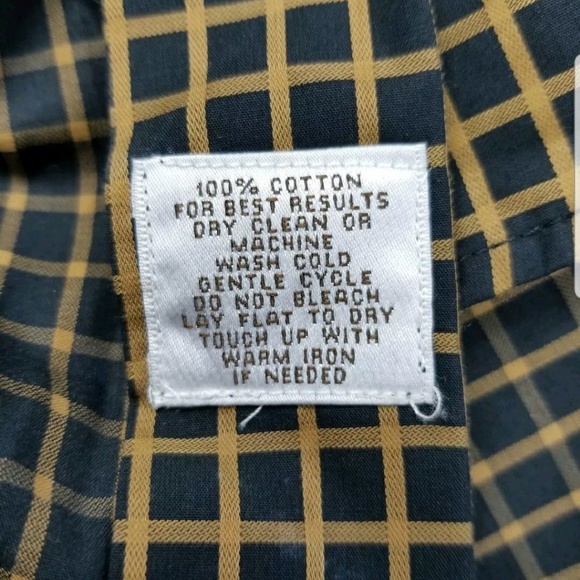 100% COTTON
FOR BEST RESULTS
DRY CLEAN OR
MACHINE
WASH COLD
GENTLE CYCLE
DO NOT BLEACH
LAY FLAT TO DRY
TOUCH UP WITH
WARM IRON
IF NEEDED